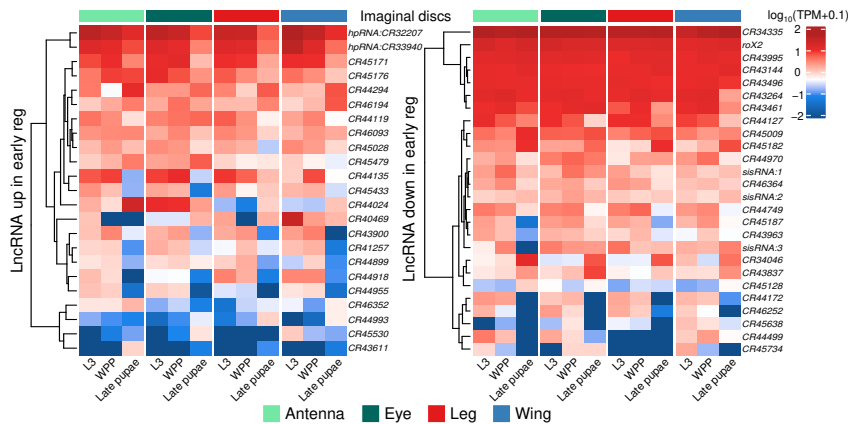 Imaginal discs
log10(TPM+0.1)
LncRNA up in early reg
hpRNA:CR32207
hpRNA:CR33940
CR45171
CR45176
CR44294
CR46194
CR44119
CR46093
CR45028
CR45479
CR44135
CR45433
CR44024
CR40469
CR43900
CR41257
CR44899
CR44918
CR44955
CR46352
CR44993
CR45530
CR43611
L3
WPP
Late pupae
L3
WPP
Late pupae
L3
WPP
Late pupae
L3
WPP
Late pupae
LncRNA down in early reg
CR34335
roX2
CR43995
CR43144
CR43496
CR43264
CR43461
CR44127
CR45009
CR45182
CR44970
sisRNA:1
CR46364
sisRNA:2
CR44749
CR45187
CR43963
sisRNA:3
CR34046
CR43837
CR45128
CR44172
CR46252
CR45638
CR44499
CR45734
L3
WPP
Late pupae
L3
WPP
Late pupae
L3
WPP
Late pupae
L3
WPP
Late pupae
2
1
0
-1
-2
Antenna
Eye
Leg
Wing